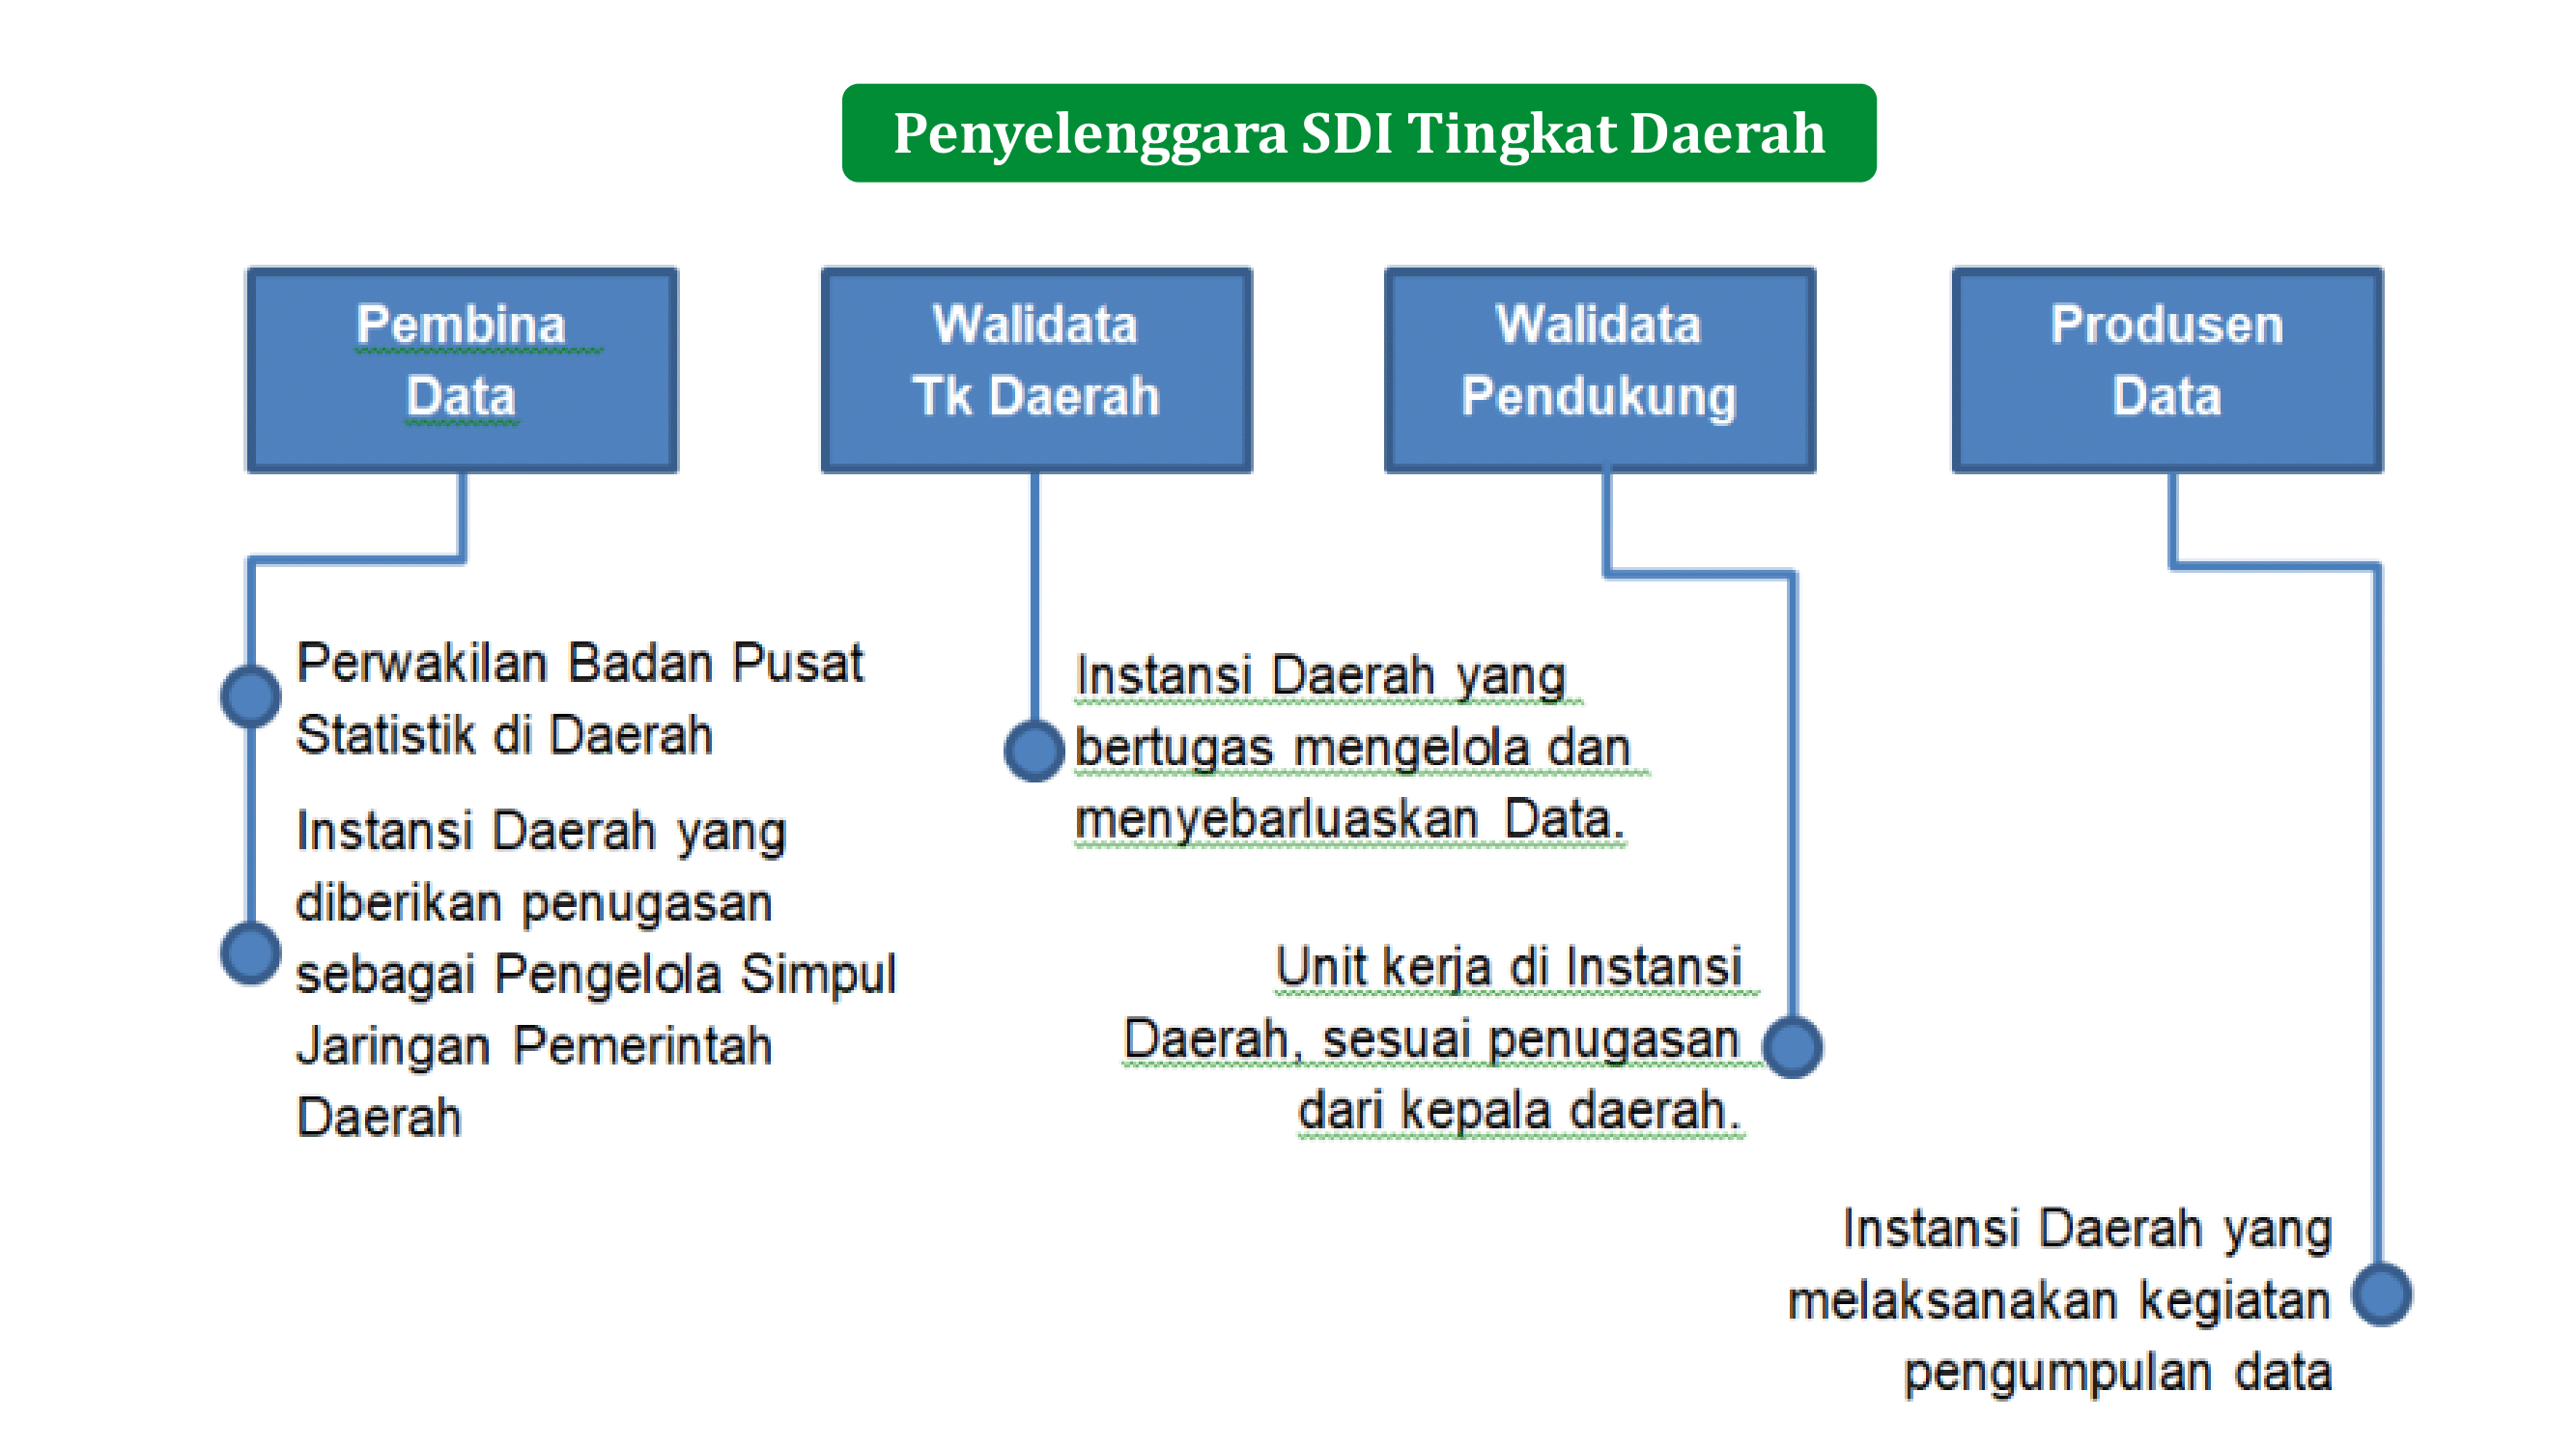 Penyelenggara SDI Tingkat Daerah
Pembina
Data
Walidata
Tk Daerah
Walidata
Pendukung
Produsen
Data
Perwakilan Badan Pusat
Statistik di Daerah
Instansi Daerah yang
diberikan penugasan
sebagai Pengelola Simpul
Jaringan Pemerintah
Daerah
Instansi Daerah yang
bertugas mengelola dan
menyebarluaskan Data.
Unit kerja di Instansi
Daerah, sesuai penugasan
dari kepala daerah.
Instansi Daerah yang
melaksanakan kegiatan
pengumpulan data